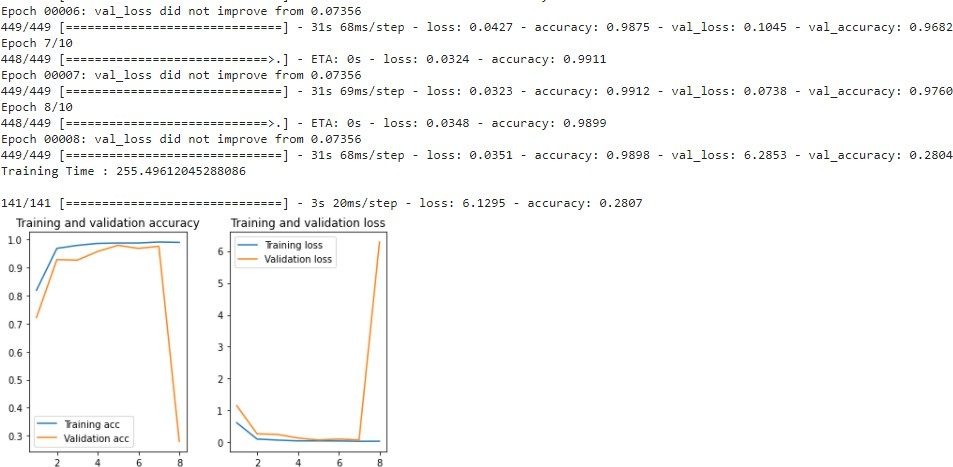 Epoch 00006: val_loss did not improve from 0.07356
449/449 [==============================] - 31s 68ms/step - loss: 0.0427 - accuracy: 0.9875 - val_loss: 0.1045 - val_accuracy: 0.9682
Epoch 7/10
448/449 [============================>.] - ETA: 0s - loss: 0.0324 - accuracy: 0.9911
Epoch 00007: val_loss did not improve from 0.07356
449/449 [==============================] - 31s 69ms/step - loss: 0.0323 - accuracy: 0.9912 - val_loss: 0.0738 - val_accuracy: 0.9760
Epoch 8/10
448/449 [============================>.] - ETA: 0s - loss: 0.0348 - accuracy: 0.9899
Epoch 00008: val_loss did not improve from 0.07356
449/449 [==============================] - 31s 68ms/step - loss: 0.0351 - accuracy: 0.9898 - val_loss: 6.2853 - val_accuracy: 0.2804
Training Time : 255.49612045288086
141/141 [==============================] - 3s 20ms/step - loss: 6.1295 - accuracy: 0.2807
Training and validation accuracy
1.0
0.9
0.8
0.7
0.6
0.5
0.4
0.3
Training acc
Validation acc
2 4 6 8
Training and validation loss
Training loss
Validation loss
6
5
4
3
2
1
0
2 4 6 8